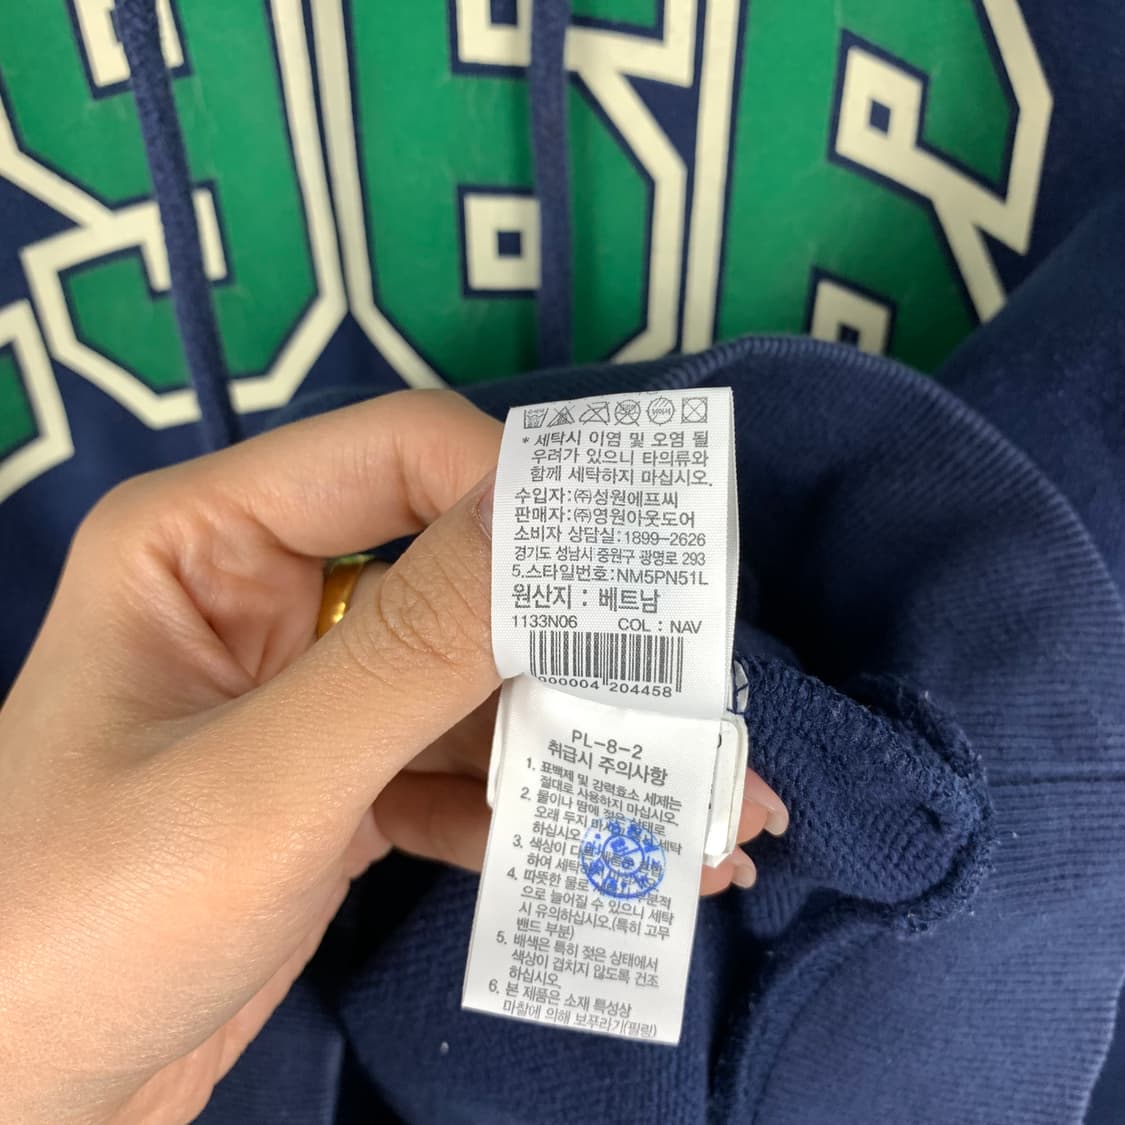 966
* 세탁시 이염 및 오염 될
우려가 있으니 타의류와
함께 세탁하지 마십시오.
수입자:㈜성원에프씨
판매자:㈜영원아웃도어
소비자 상담실:1899-2626
경기도 성남시 중원구 광명로 293
5.스타일번호:NM5PN51L
원산지 : 베트남
1133N06 COL : NAV
000004 204458
PL-8-2
취급시 주의사항
1. 표백제 및 강력효소 세제는
절대로 사용하지 마십시오.
2. 물이나 땀에 젖은 상태로
오래 두지 세탁
하십시오.
3. 색상이
하여
4. 따뜻한 물로 부분적
으로 늘어질 수 있으니 세탁
시 유의하십시오.(특히 고무
밴드 부분)
5. 배색은 특히 젖은 상태에서
색상이 겹치지 않도록 건조
하십시오.
6. 본 제품은 소재 특성상
마찰에 의해 보푸라기(필링)